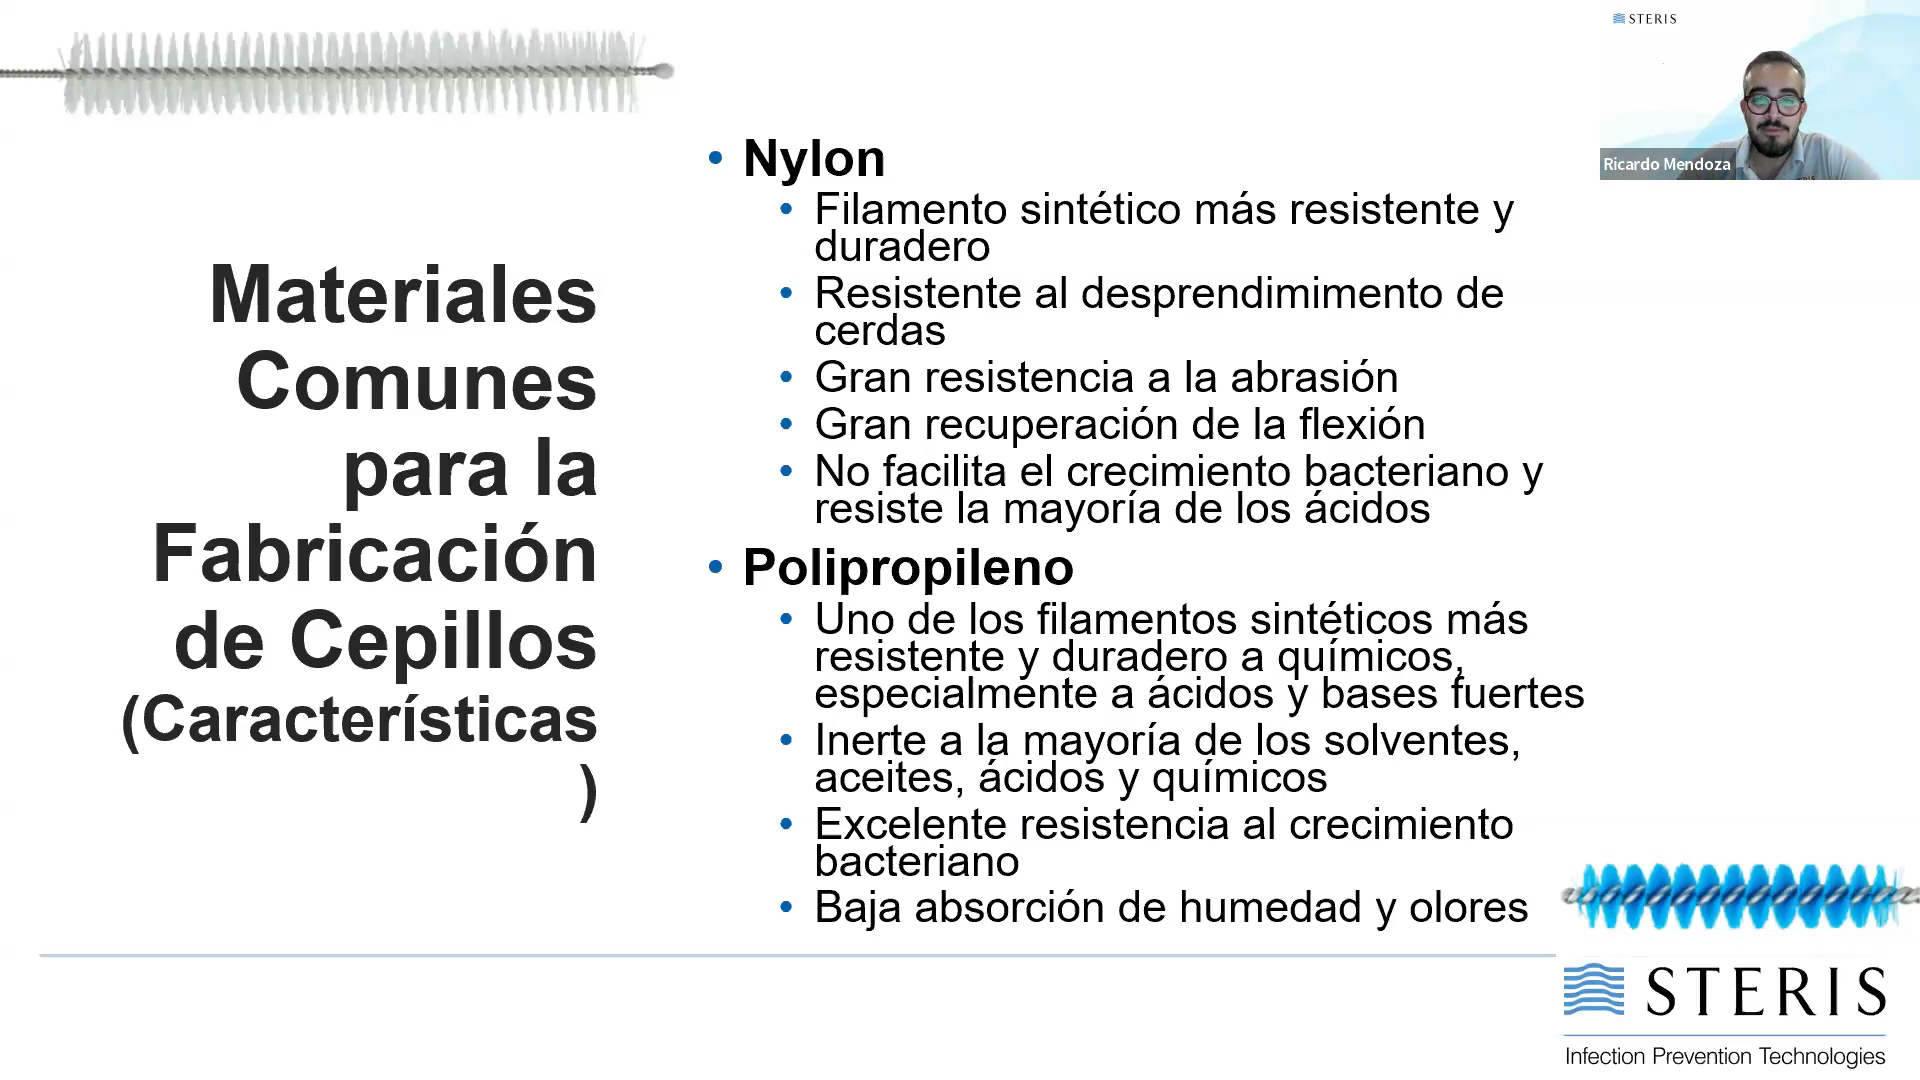 STERIS
Ricardo Mendoza
Materiales
Comunes
para la
Fabricación
de Cepillos
(Características
)
• Nylon
• Filamento sintético más resistente y
duradero
• Resistente al desprendimimento de
cerdas
• Gran resistencia a la abrasión
• Gran recuperación de la flexión
• No facilita el crecimiento bacteriano y
resiste la mayoría de los ácidos
• Polipropileno
• Uno de los filamentos sintéticos más
resistente y duradero a químicos,
especialmente a ácidos y bases fuertes
• Inerte a la mayoría de los solventes,
aceites, ácidos y químicos
• Excelente resistencia al crecimiento
bacteriano
• Baja absorción de humedad y olores
STERIS
Infection Prevention Technologies